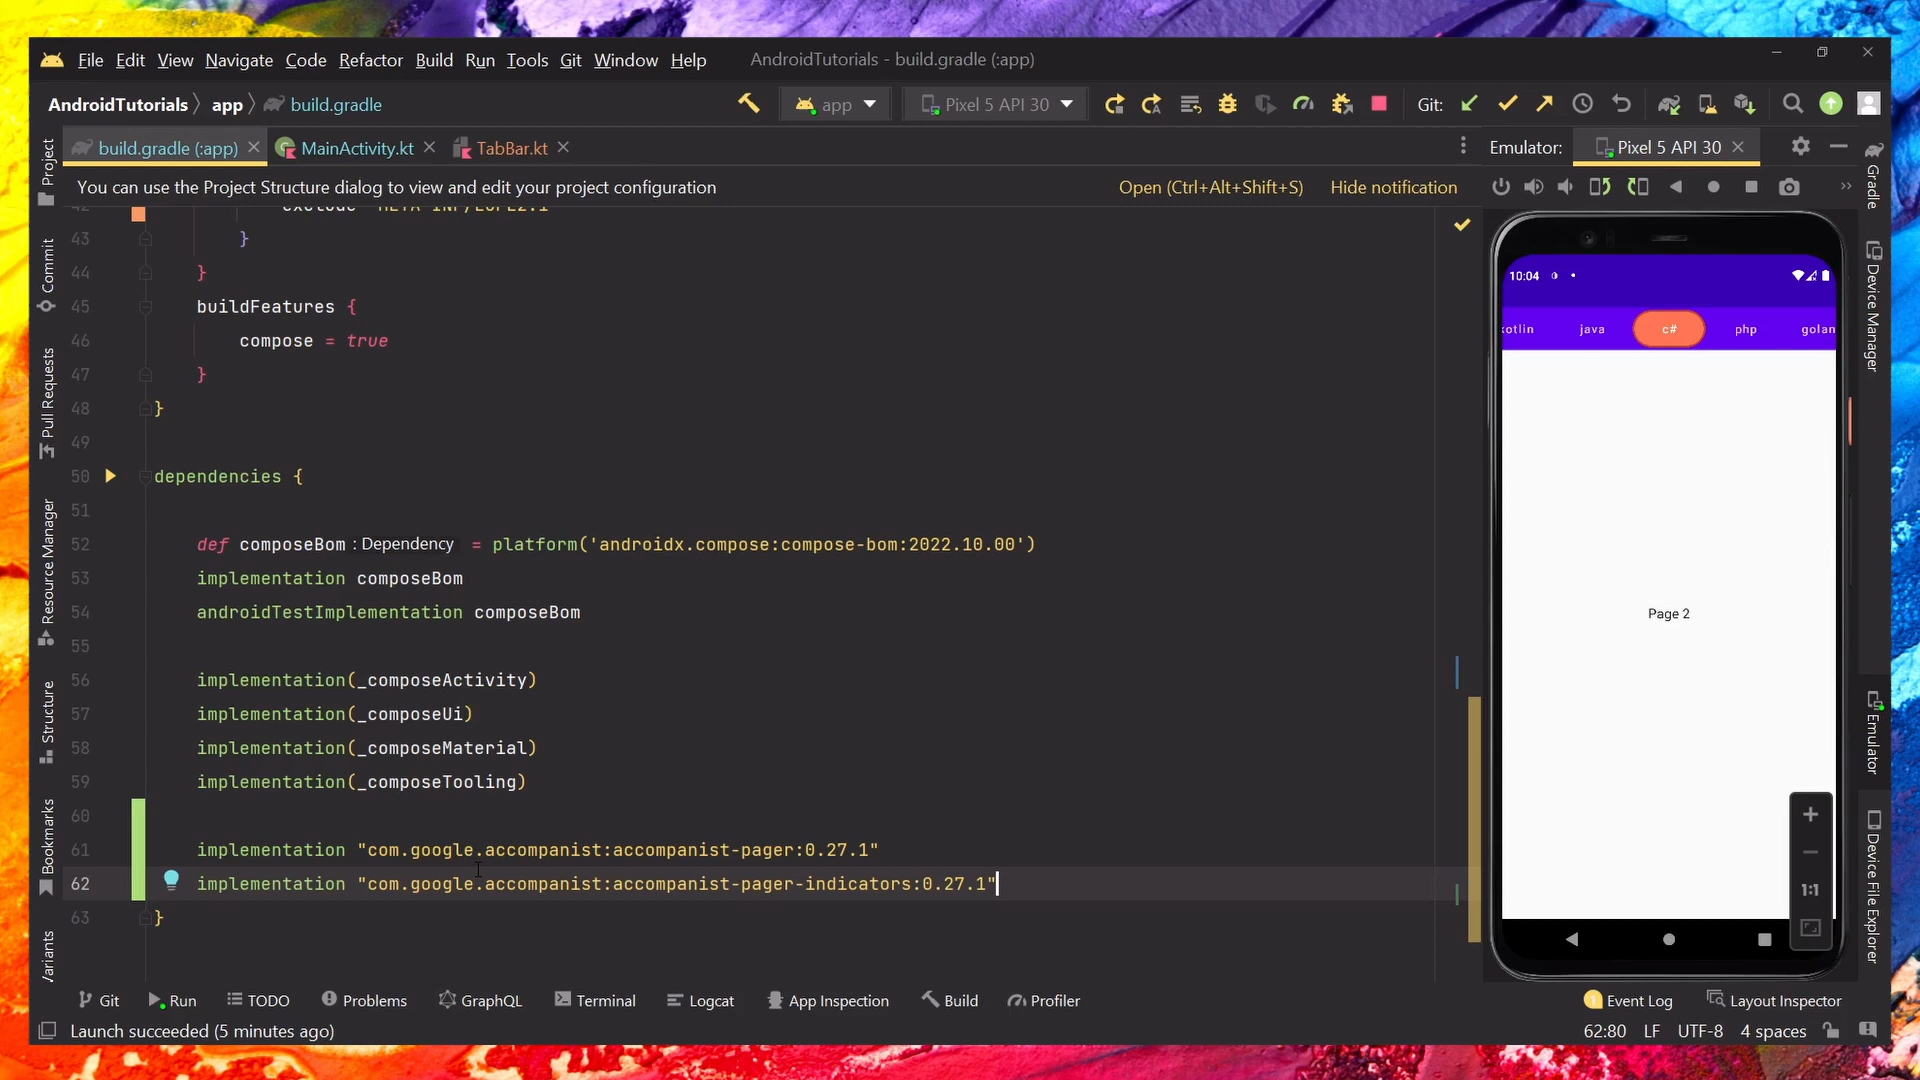 File Edit View Navigate Code Refactor Build Run Tools Git Window Help AndroidTutorials - build.gradle (:app)
AndroidTutorials app build.gradle app Pixel 5 API 30 Git:
build.gradle (:app) MainActivity.kt TabBar.kt Emulator: Pixel 5 API 30
You can use the Project Structure dialog to view and edit your project configuration Open (Ctrl+Alt+Shift+S) Hide notification
43 }
44 }
45 buildFeatures {
46 compose = true
47 }
48 }
49
50 dependencies {
51
52 def composeBom : Dependency = platform('androidx.compose:compose-bom:2022.10.00')
53 implementation composeBom
54 androidTestImplementation composeBom
55
56 implementation(_composeActivity)
57 implementation(_composeUi)
58 implementation(_composeMaterial)
59 implementation(_composeTooling)
60
61 implementation "com.google.accompanist:accompanist-pager:0.27.1"
62 implementation "com.google.accompanist:accompanist-pager-indicators:0.27.1"
63 }
Project
Commit
Pull Requests
Resource Manager
Structure
Bookmarks
10:04
kotlin java c# php golan
Page 2
1:1
Gradle
Device Manager
Emulator
Device File Explorer
Git Run TODO Problems GraphQL Terminal Logcat App Inspection Build Profiler Event Log Layout Inspector
Launch succeeded (5 minutes ago) 62:80 LF UTF-8 4 spaces